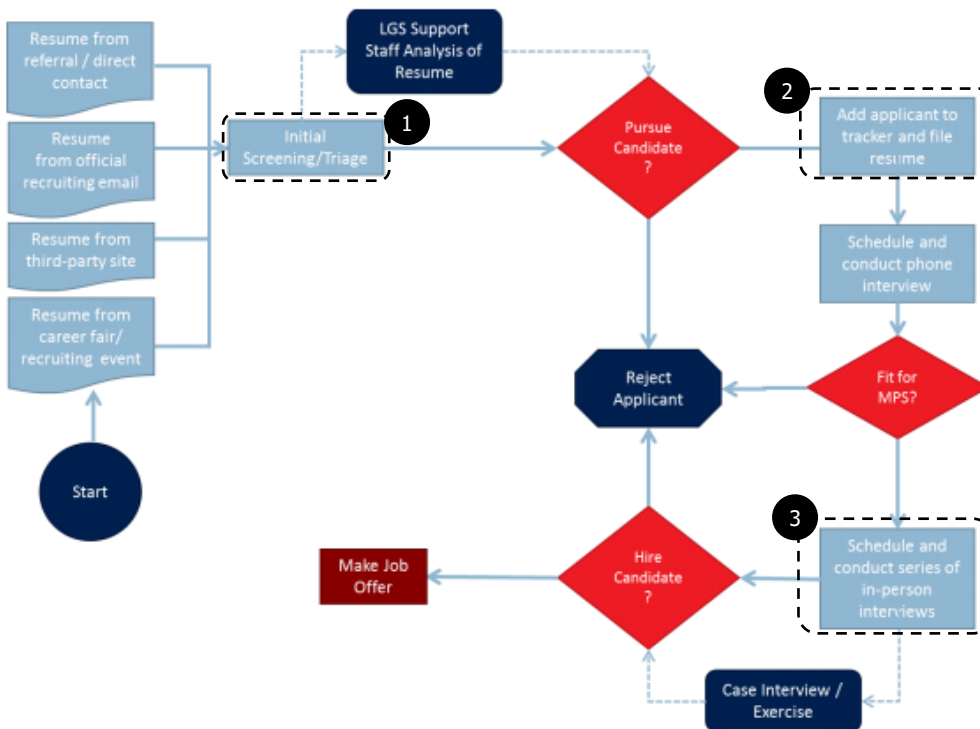 Resume from
referral / direct
contact
Resume
from official
recruiting email
Resume from
third-party site
Resume from
career fair/
recruiting event
Start
LGS Support
Staff Analysis of
Resume
1
Initial
Screening/Triage
Pursue
Candidate
?
2
Add applicant to
tracker and file
resume
Schedule and
conduct phone
interview
Fit for
MPS?
Reject
Applicant
3
Schedule and
conduct series of
in-person
interviews
Hire
Candidate
?
Make Job
Offer
Case Interview /
Exercise